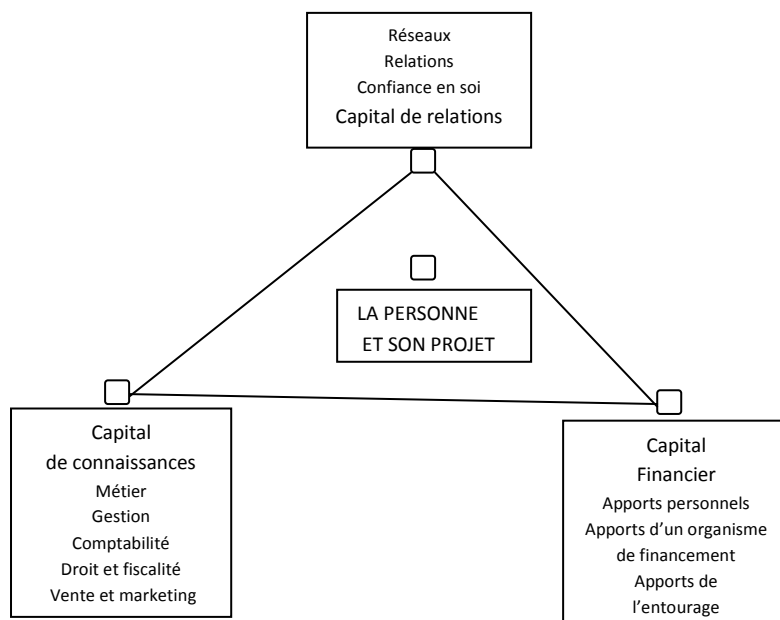 Réseaux
Relations
Confiance en soi
Capital de relations
LA PERSONNE
ET SON PROJET
Capital
de connaissances
Métier
Gestion
Comptabilité
Droit et fiscalité
Vente et marketing
Capital
Financier
Apports personnels
Apports d’un organisme
de financement
Apports de
l’entourage